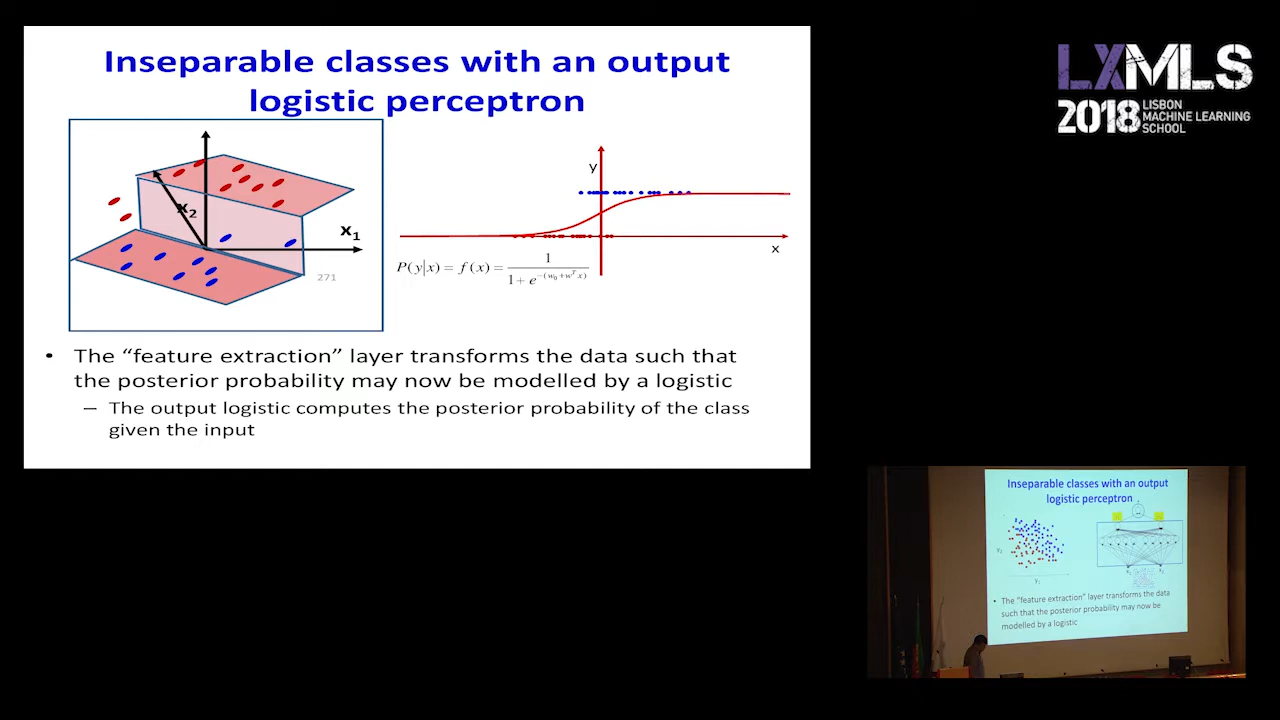 Inseparable classes with an output
logistic perceptron
x2
x1
271
y
x
P(y|x) = f(x) = 1 / (1 + e^−(w0+w^T x))
• The “feature extraction” layer transforms the data such that
the posterior probability may now be modelled by a logistic
– The output logistic computes the posterior probability of the class
given the input
LXMLS
2018 LISBON
MACHINE LEARNING
SCHOOL
Inseparable classes with an output
logistic perceptron
Y2
Y1
• The “feature extraction” layer transforms the data
such that the posterior probability may now be
modelled by a logistic